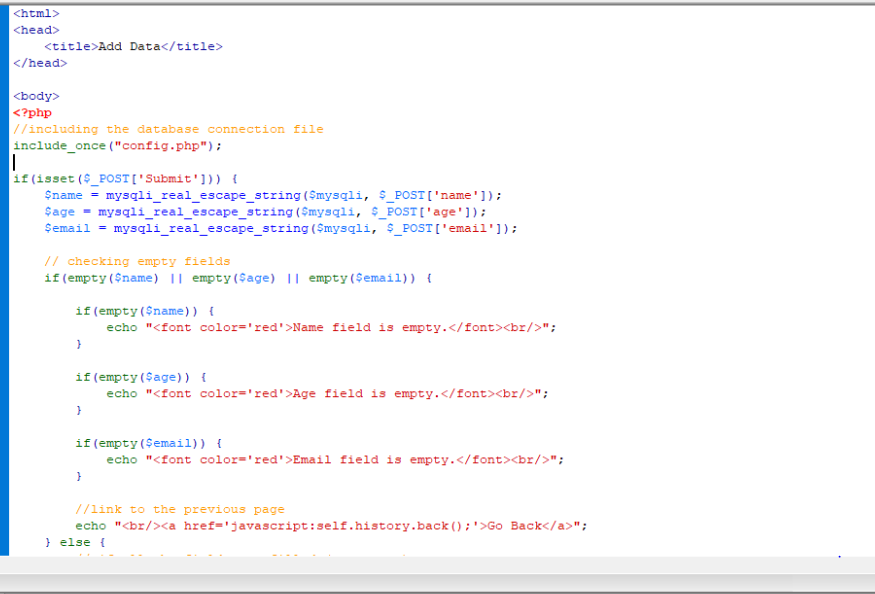 <html>
<head>
    <title>Add Data</title>
</head>

<body>
<?php
//including the database connection file
include_once("config.php");

if(isset($_POST['Submit'])) {
    $name = mysqli_real_escape_string($mysqli, $_POST['name']);
    $age = mysqli_real_escape_string($mysqli, $_POST['age']);
    $email = mysqli_real_escape_string($mysqli, $_POST['email']);

    // checking empty fields
    if(empty($name) || empty($age) || empty($email)) {

        if(empty($name)) {
            echo "<font color='red'>Name field is empty.</font><br/>";
        }

        if(empty($age)) {
            echo "<font color='red'>Age field is empty.</font><br/>";
        }

        if(empty($email)) {
            echo "<font color='red'>Email field is empty.</font><br/>";
        }

        //link to the previous page
        echo "<br/><a href='javascript:self.history.back();'>Go Back</a>";
    } else {